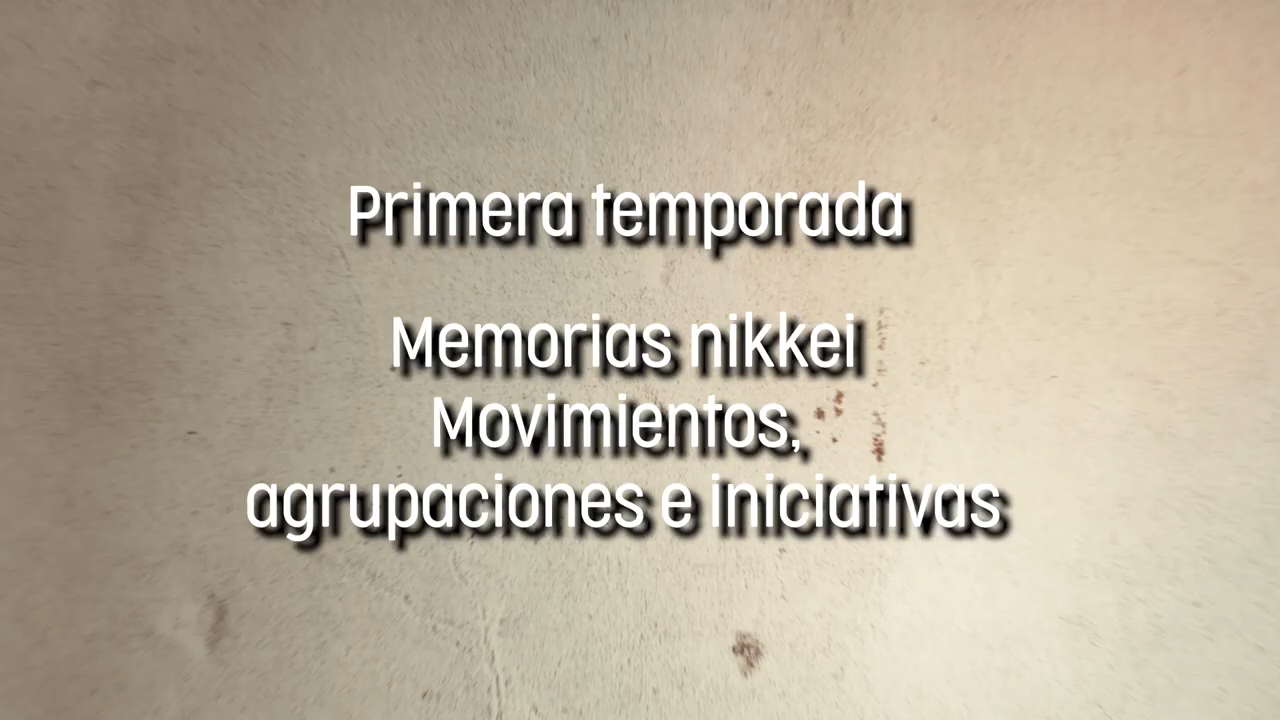 Primera temporada
Memorias nikkei
Movimientos,
agrupaciones e iniciativas